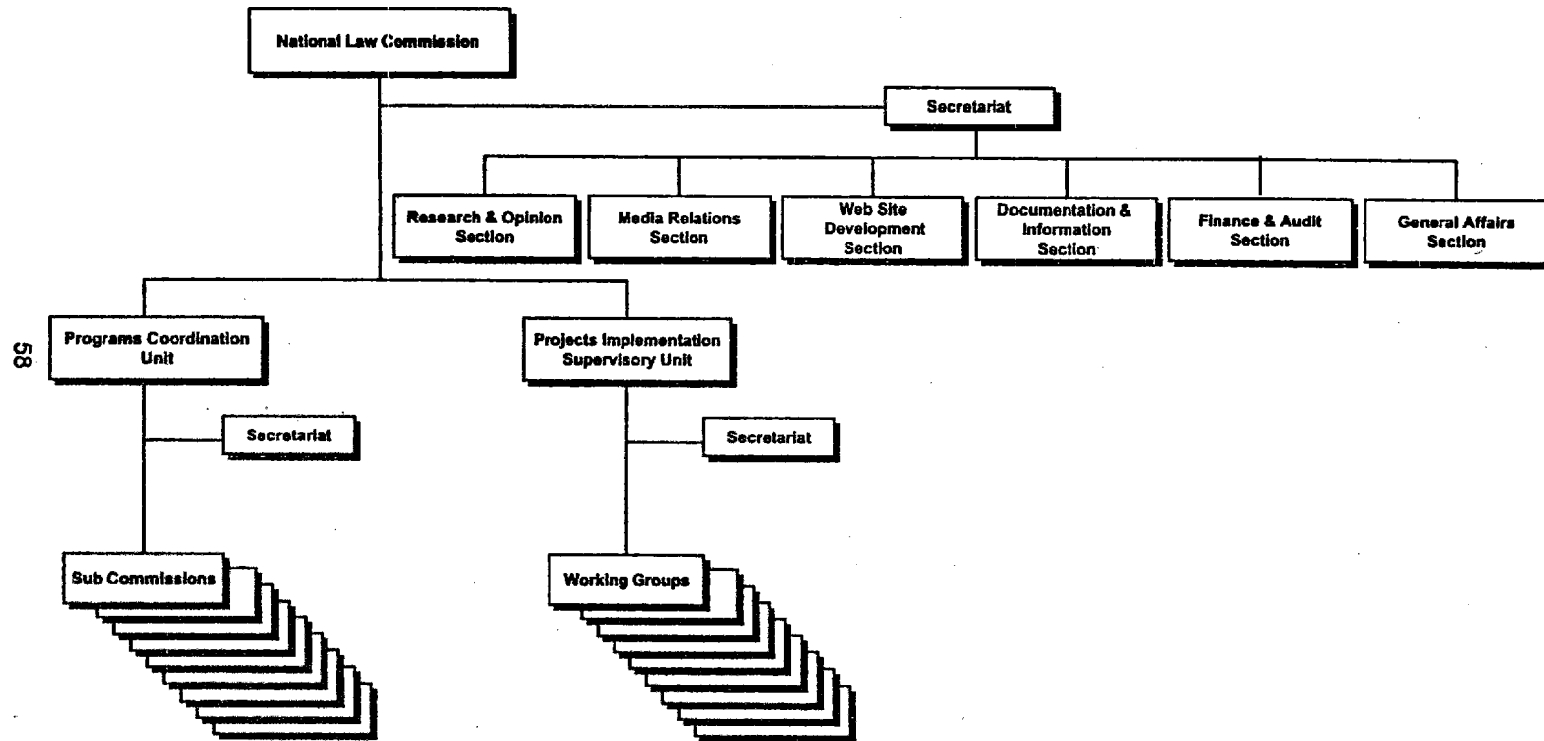 National Law Commission
Secretariat
Research & Opinion
Section
Media Relations
Section
Web Site
Development
Section
Documentation &
Information
Section
Finance & Audit
Section
General Affairs
Section
Programs Coordination
Unit
Projects Implementation
Supervisory Unit
58
Secretariat
Secretariat
Sub Commissions
Working Groups